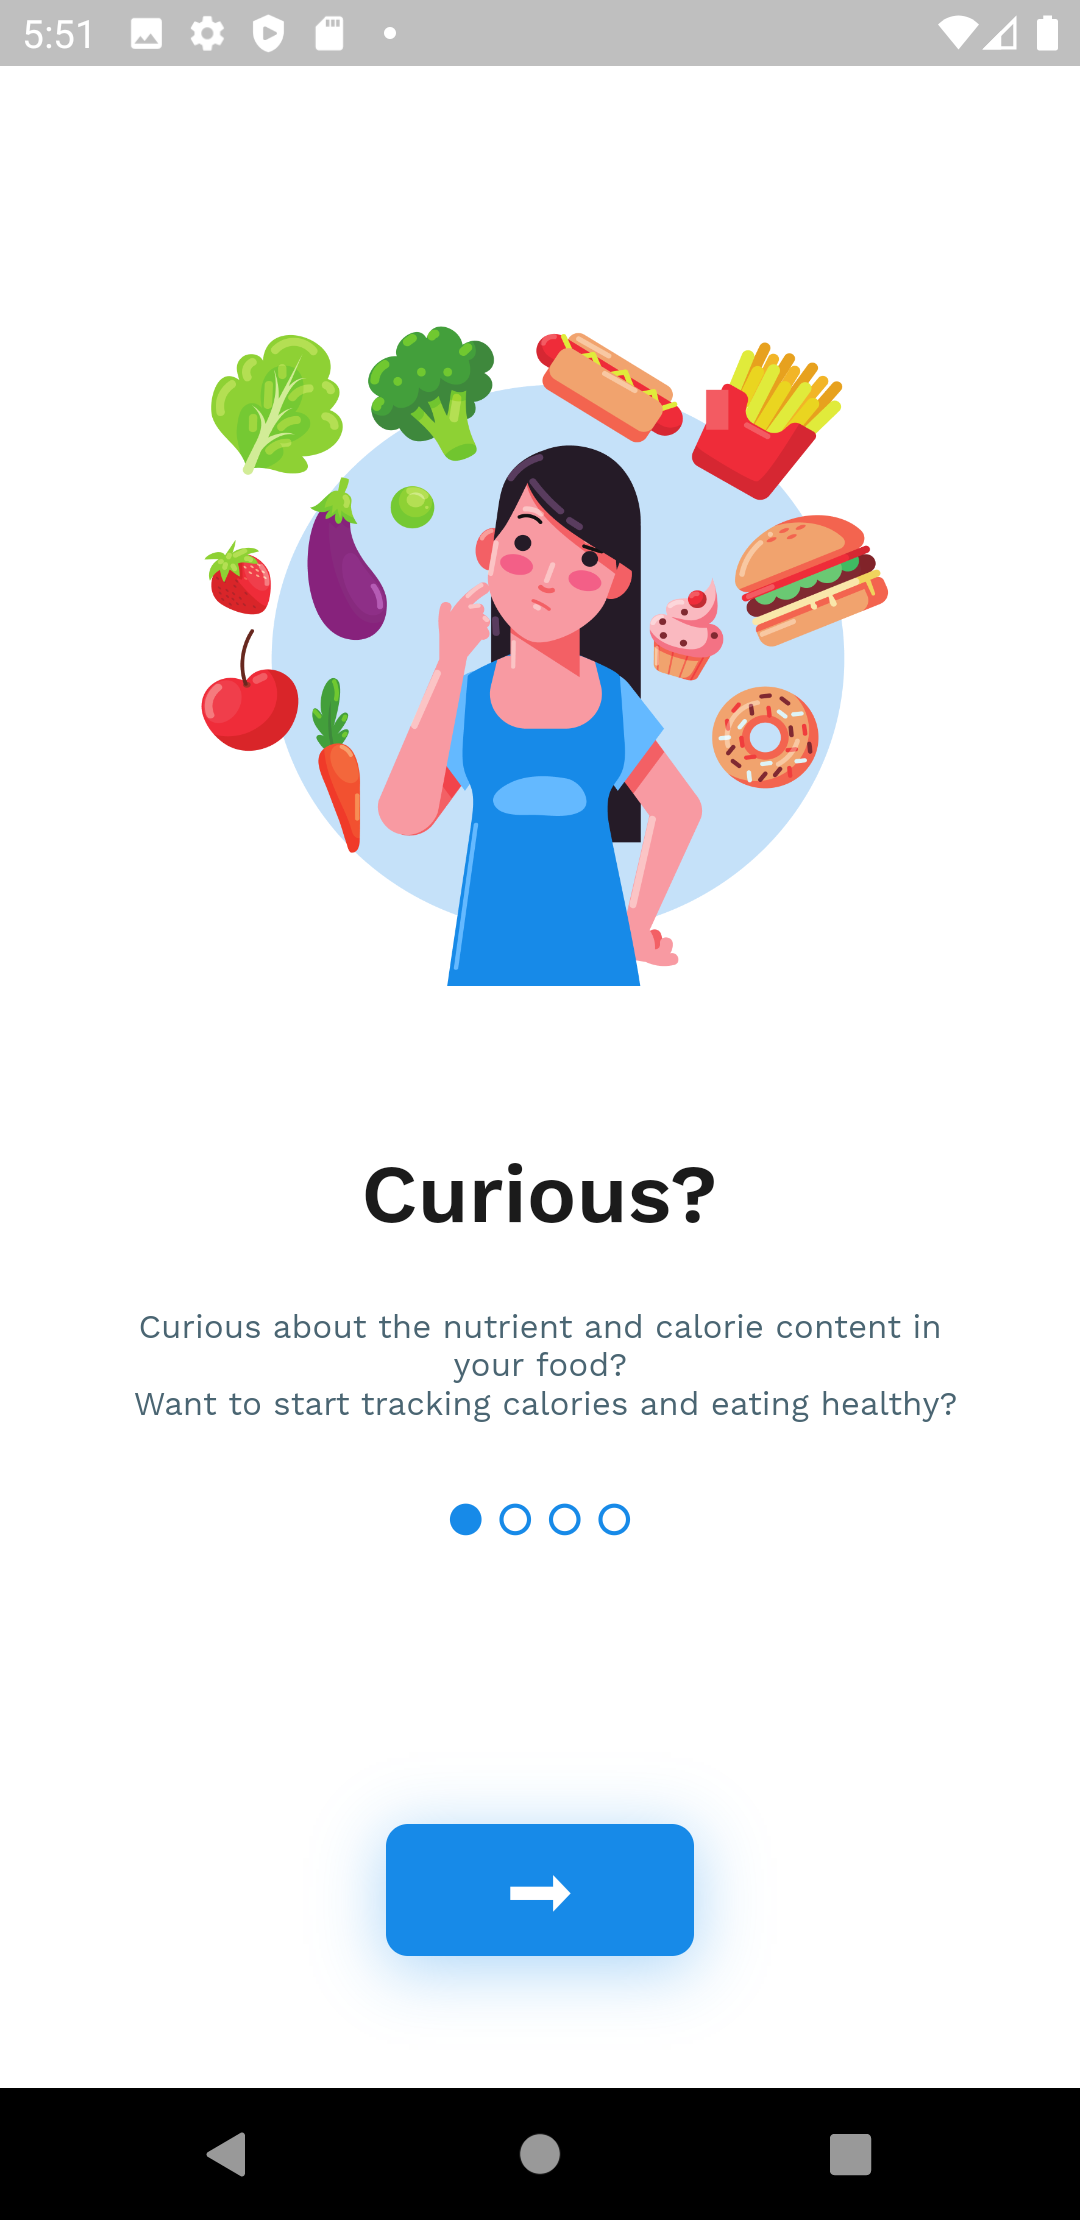 5:51
Curious?
Curious about the nutrient and calorie content in
your food?
Want to start tracking calories and eating healthy?